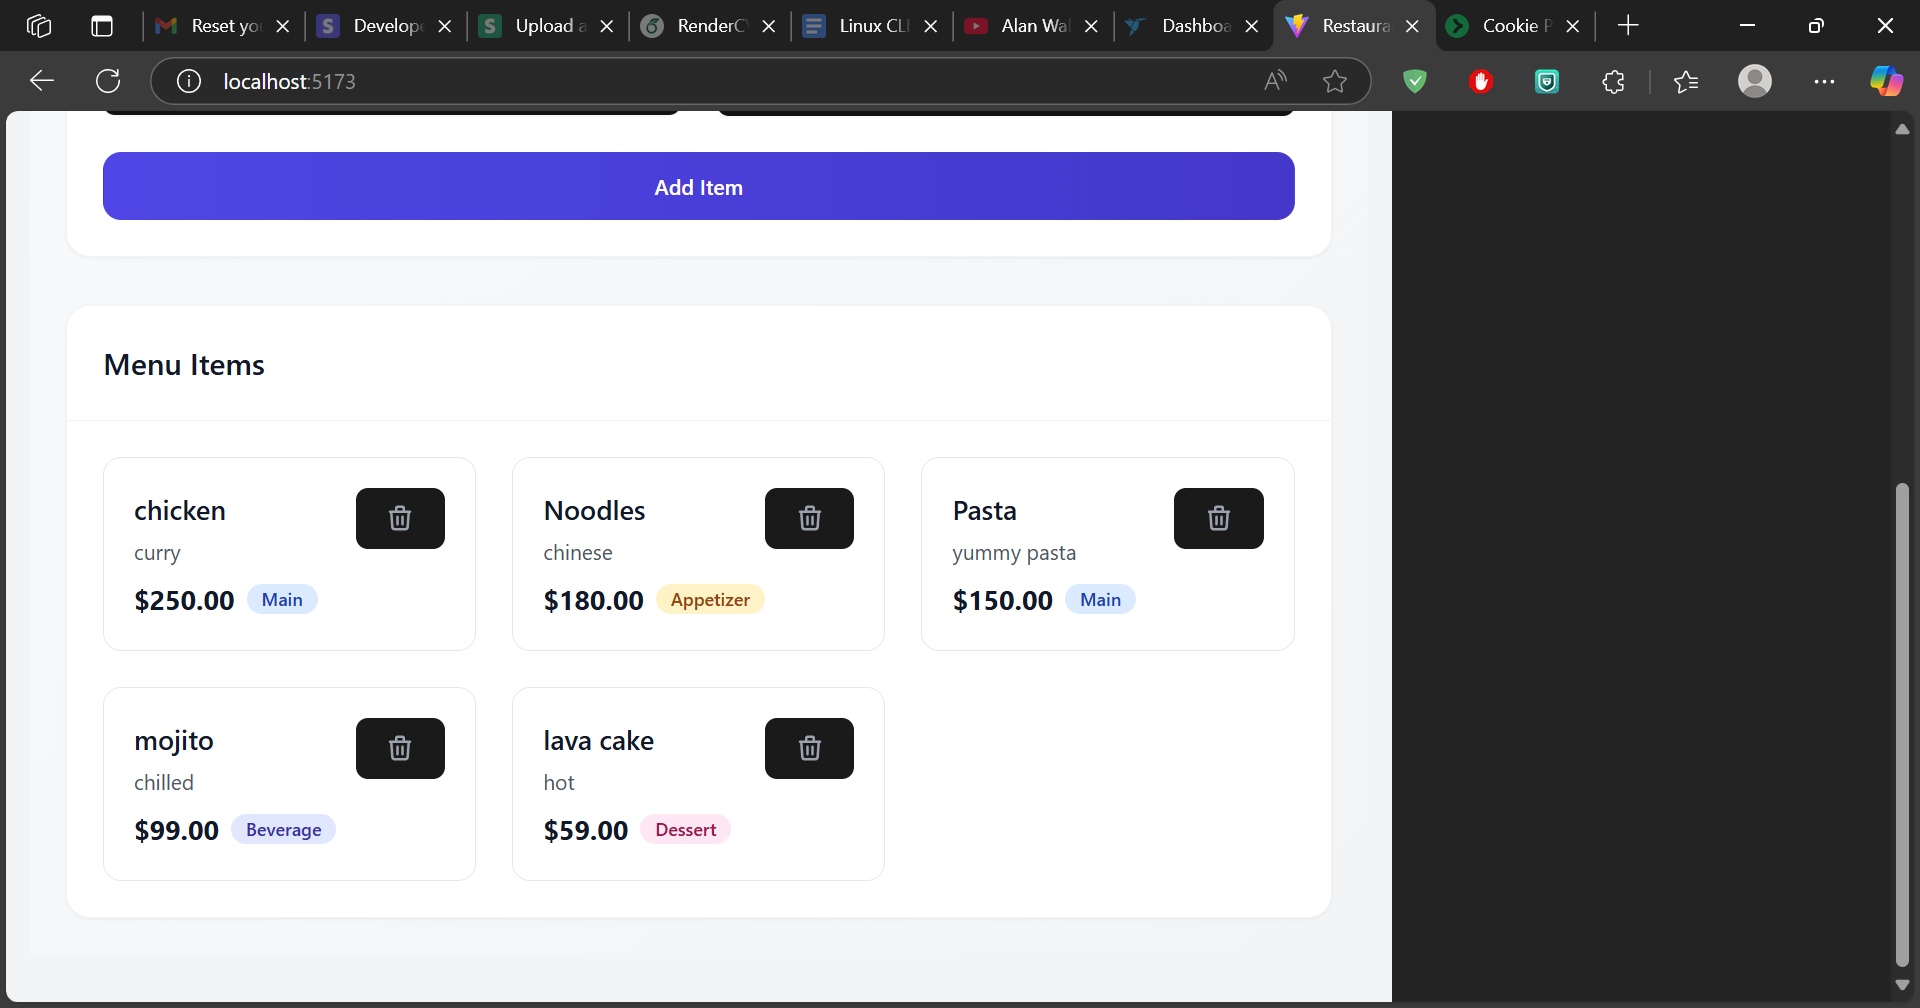 Reset yo
Develope
Upload a
RenderC
Linux CLI
Alan Wal
Dashboa
Restaura
Cookie P
localhost:5173
Add Item
Menu Items
chicken
curry
$250.00 Main
Noodles
chinese
$180.00 Appetizer
Pasta
yummy pasta
$150.00 Main
mojito
chilled
$99.00 Beverage
lava cake
hot
$59.00 Dessert